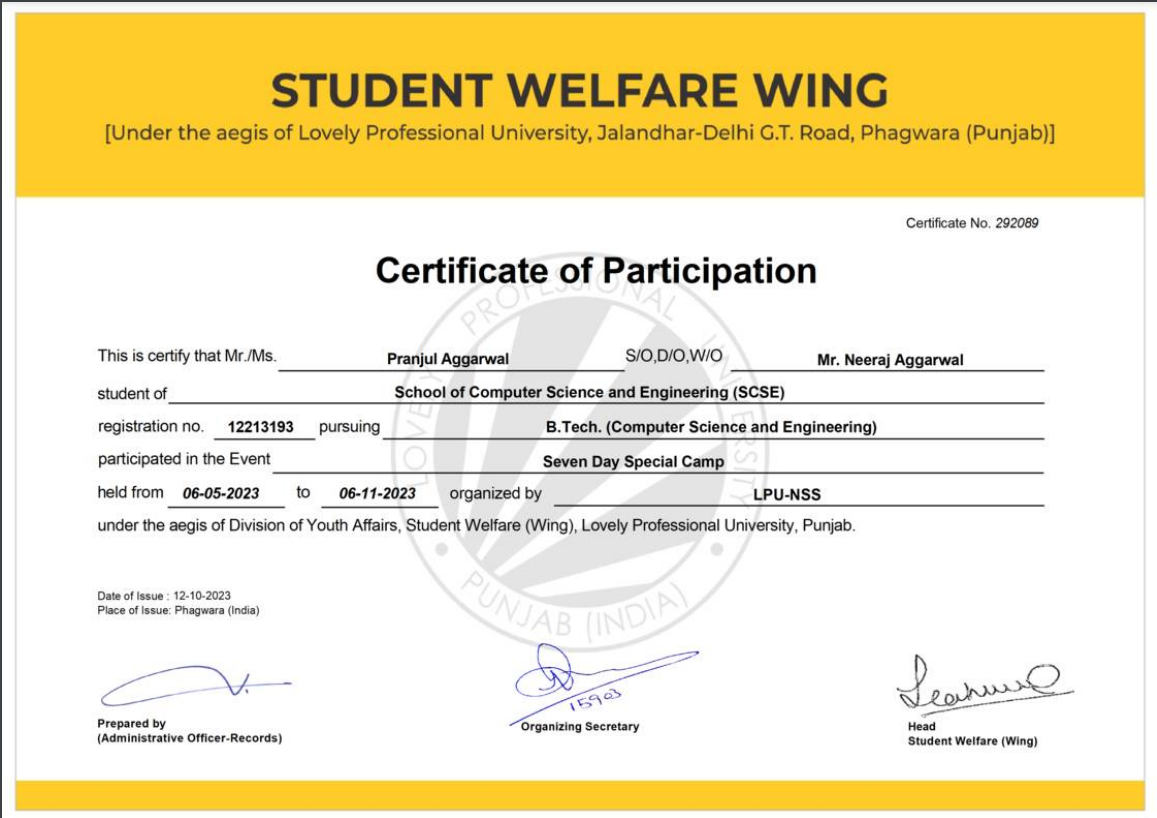 STUDENT WELFARE WING
[Under the aegis of Lovely Professional University, Jalandhar-Delhi G.T. Road, Phagwara (Punjab)]
Certificate No. 292089
Certificate of Participation
This is certify that Mr./Ms. Pranjul Aggarwal S/O,D/O,W/O Mr. Neeraj Aggarwal
student of School of Computer Science and Engineering (SCSE)
registration no. 12213193 pursuing B.Tech. (Computer Science and Engineering)
participated in the Event Seven Day Special Camp
held from 06-05-2023 to 06-11-2023 organized by LPU-NSS
under the aegis of Division of Youth Affairs, Student Welfare (Wing), Lovely Professional University, Punjab.
LOVELY PROFESSIONAL UNIVERSITY
PUNJAB (INDIA)
Date of Issue : 12-10-2023
Place of Issue: Phagwara (India)
15903
Prepared by
(Administrative Officer-Records)
Organizing Secretary
Head
Student Welfare (Wing)